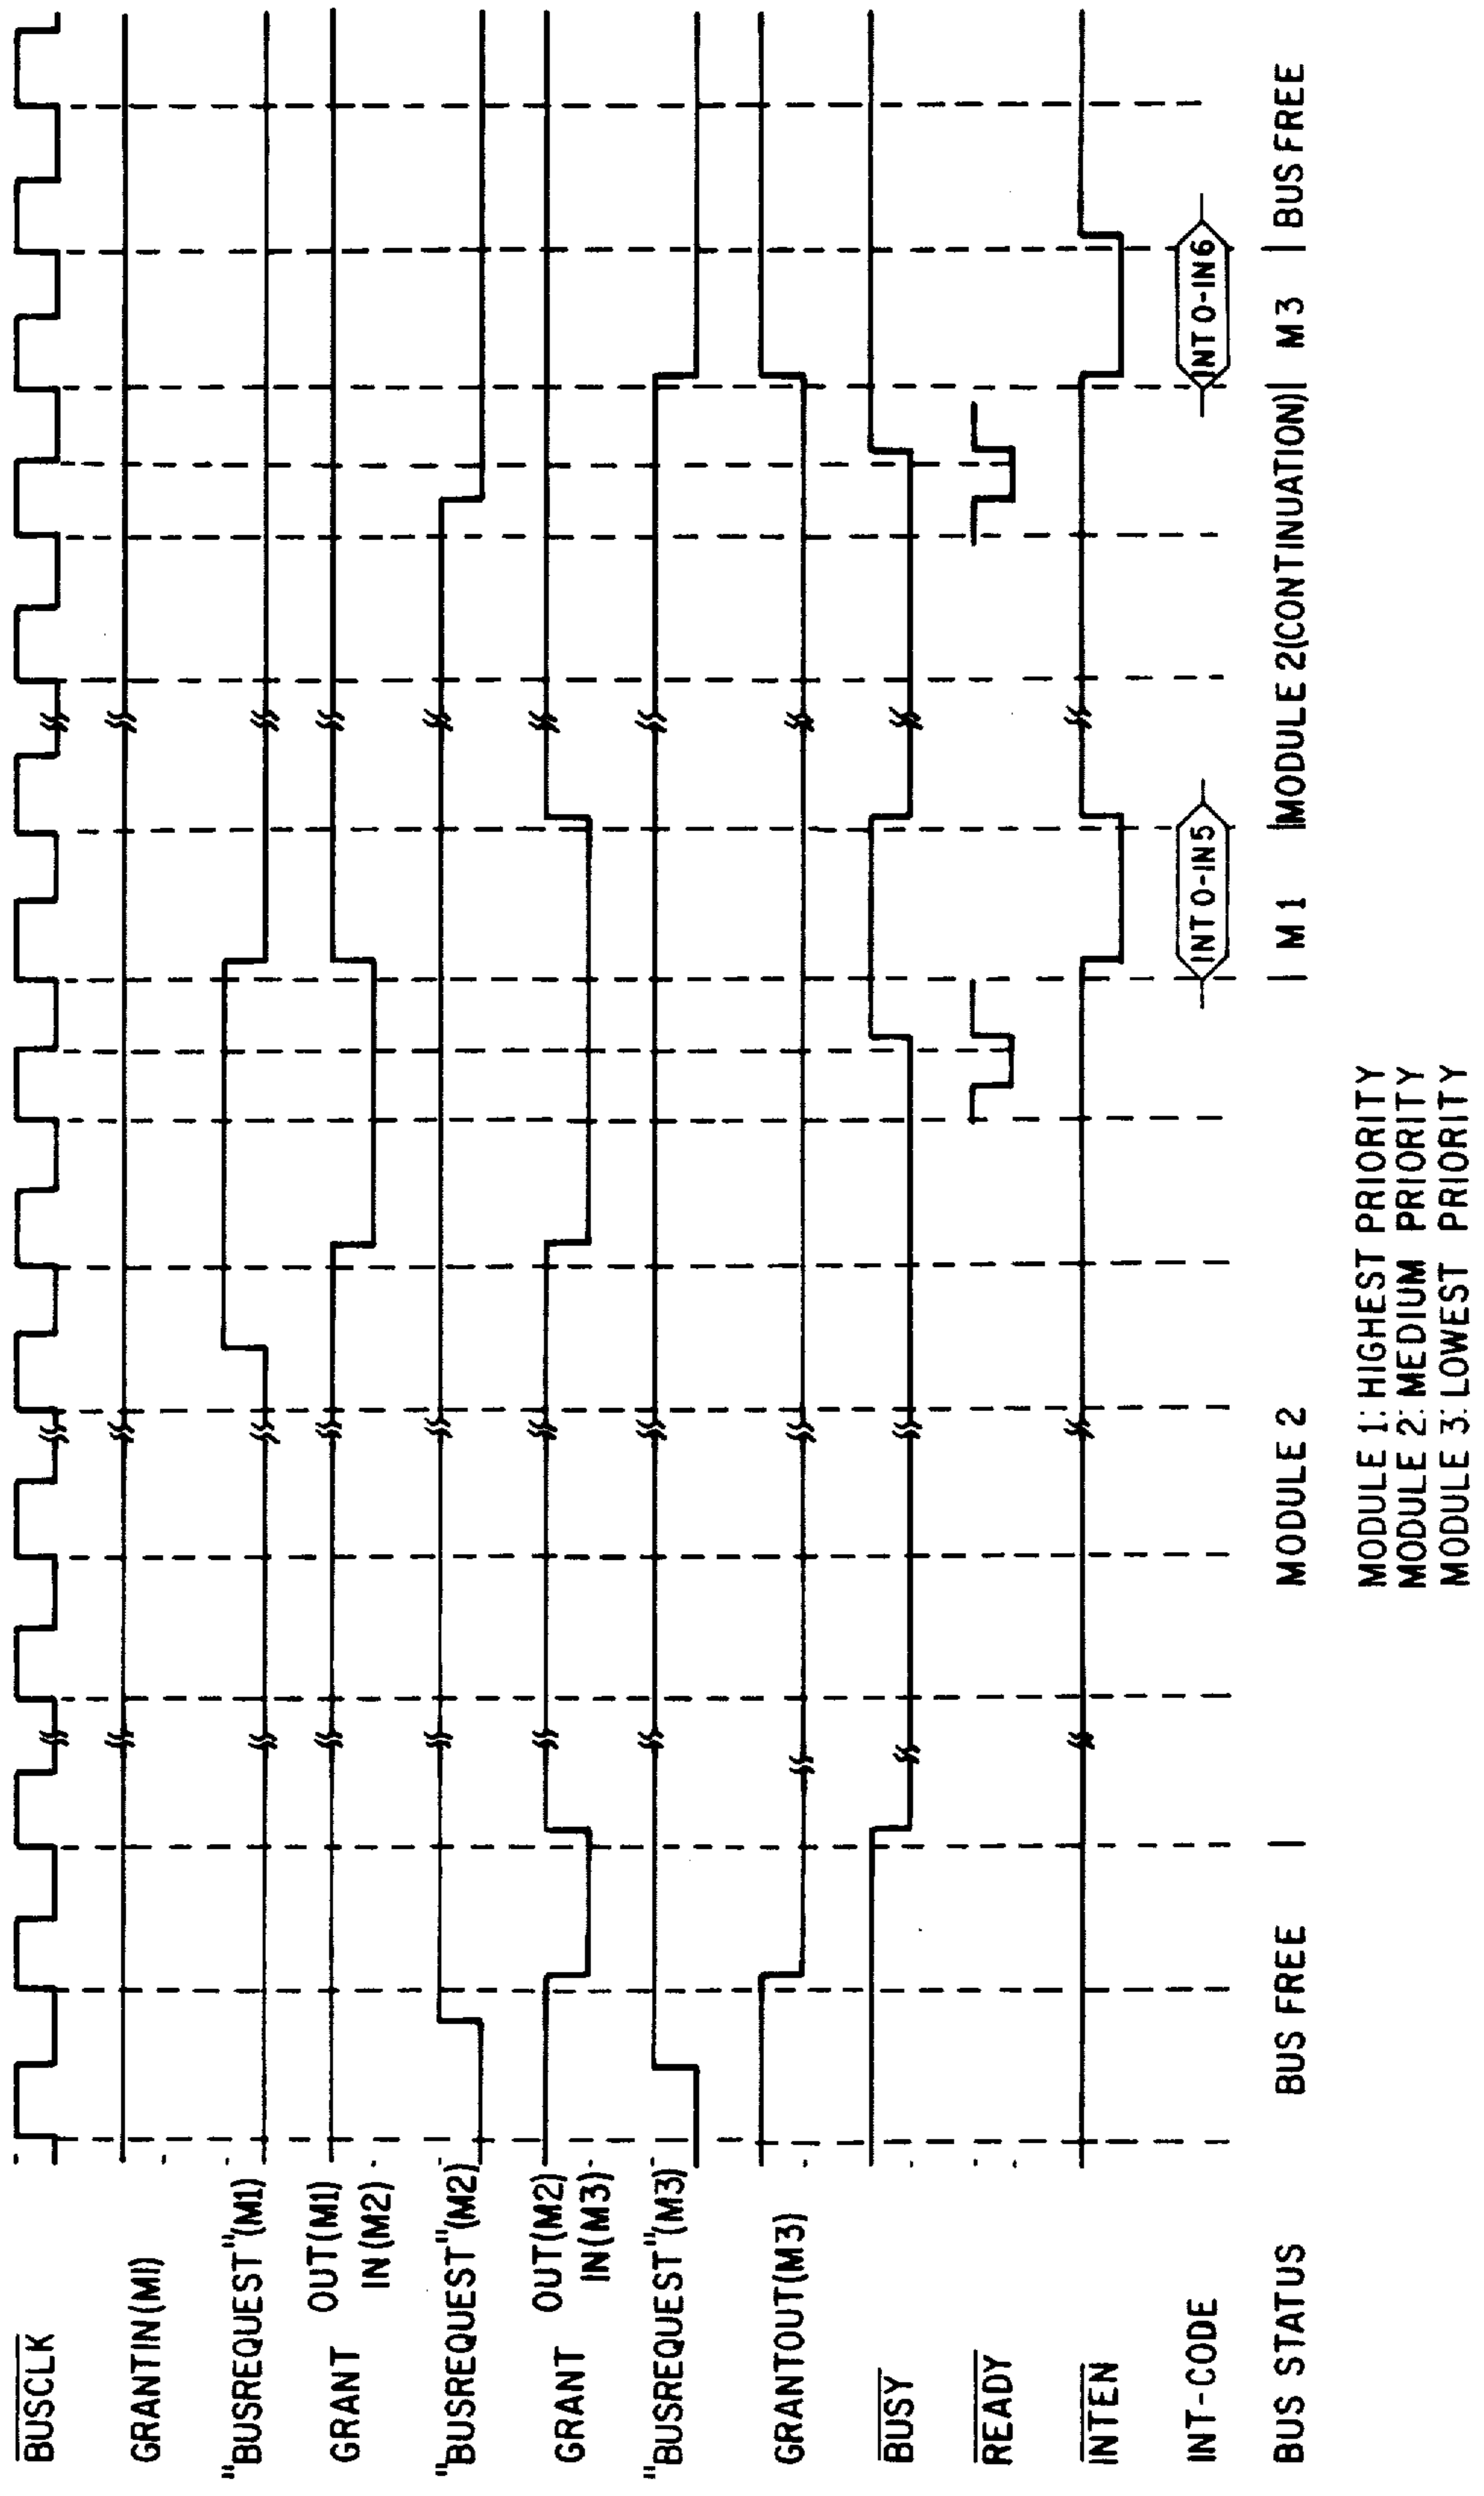 BUSCLK
GRANTIN(M1)
"BUSREQUEST"(M1)
GRANT OUT(M1)
IN(M2)
"BUSREQUEST"(M2)
GRANT OUT(M2)
IN(M3)
"BUSREQUEST"(M3)
GRANTOUT(M3)
BUSY
READY
INTEN
INT-CODE INT 0-IN5 INT 0-IN6
BUS STATUS BUS FREE | MODULE 2 | M1 |MODULE 2(CONTINUATION)| M3 | BUS FREE
MODULE 1: HIGHEST PRIORITY
MODULE 2: MEDIUM PRIORITY
MODULE 3: LOWEST PRIORITY